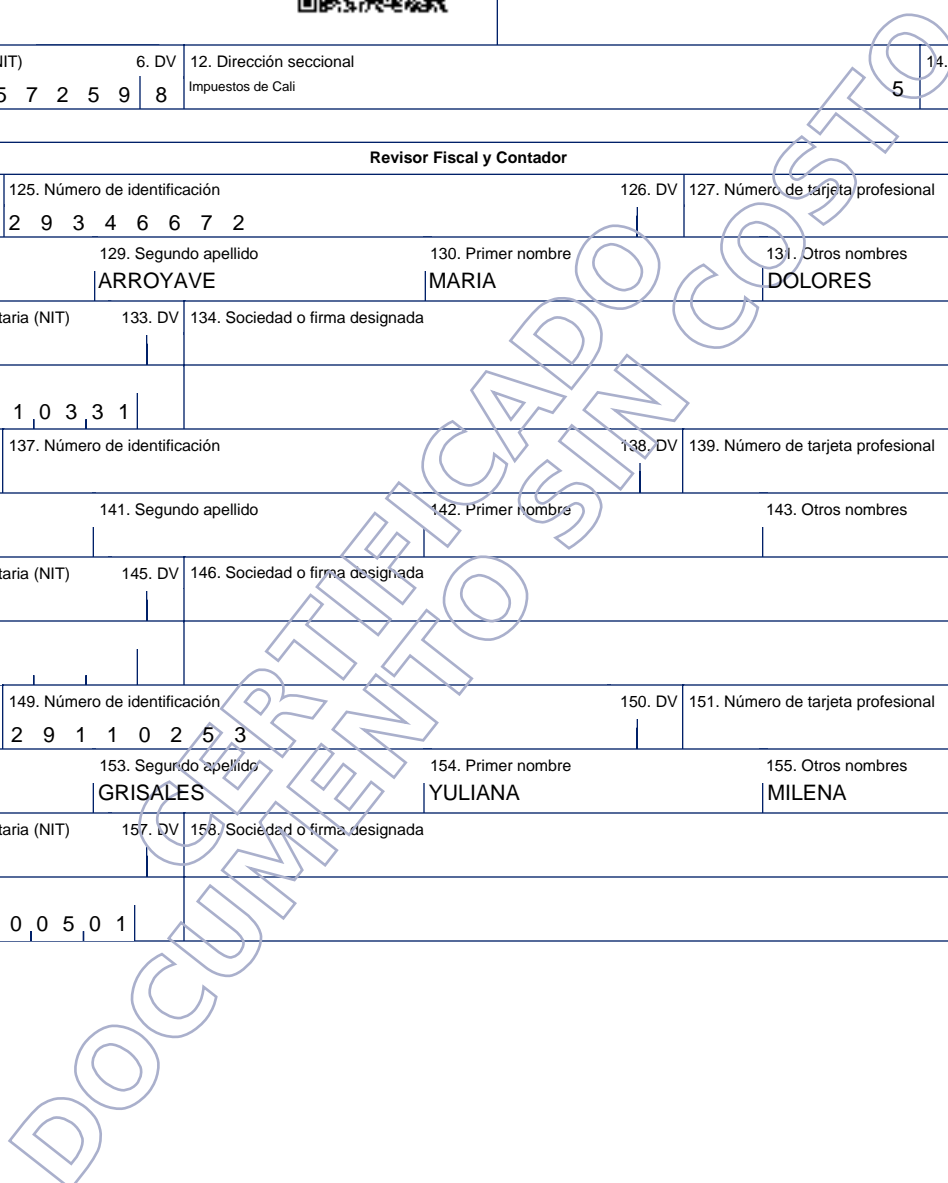 NIT) 6. DV 12. Dirección seccional 14.
5 7 2 5 9 8 Impuestos de Cali 5
Revisor Fiscal y Contador
125. Número de identificación 126. DV 127. Número de tarjeta profesional
2 9 3 4 6 6 7 2
129. Segundo apellido 130. Primer nombre 131. Otros nombres
ARROYAVE MARIA DOLORES
taria (NIT) 133. DV 134. Sociedad o firma designada
1 0 3 3 1
137. Número de identificación 138. DV 139. Número de tarjeta profesional
141. Segundo apellido 142. Primer nombre 143. Otros nombres
taria (NIT) 145. DV 146. Sociedad o firma designada
149. Número de identificación 150. DV 151. Número de tarjeta profesional
2 9 1 1 0 2 5 3
153. Segundo apellido 154. Primer nombre 155. Otros nombres
GRISALES YULIANA MILENA
taria (NIT) 157. DV 158. Sociedad o firma designada
0 0 5 0 1
CERTIFICADO
DOCUMENTO SIN COSTO